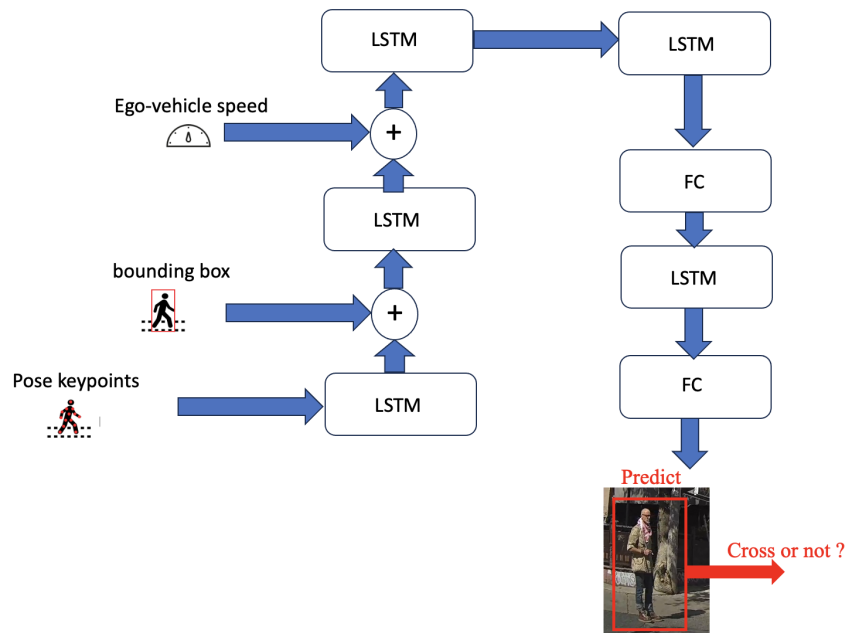 LSTM
LSTM
Ego-vehicle speed
+
FC
LSTM
bounding box
LSTM
+
Pose keypoints
LSTM
FC
Predict
Cross or not ?